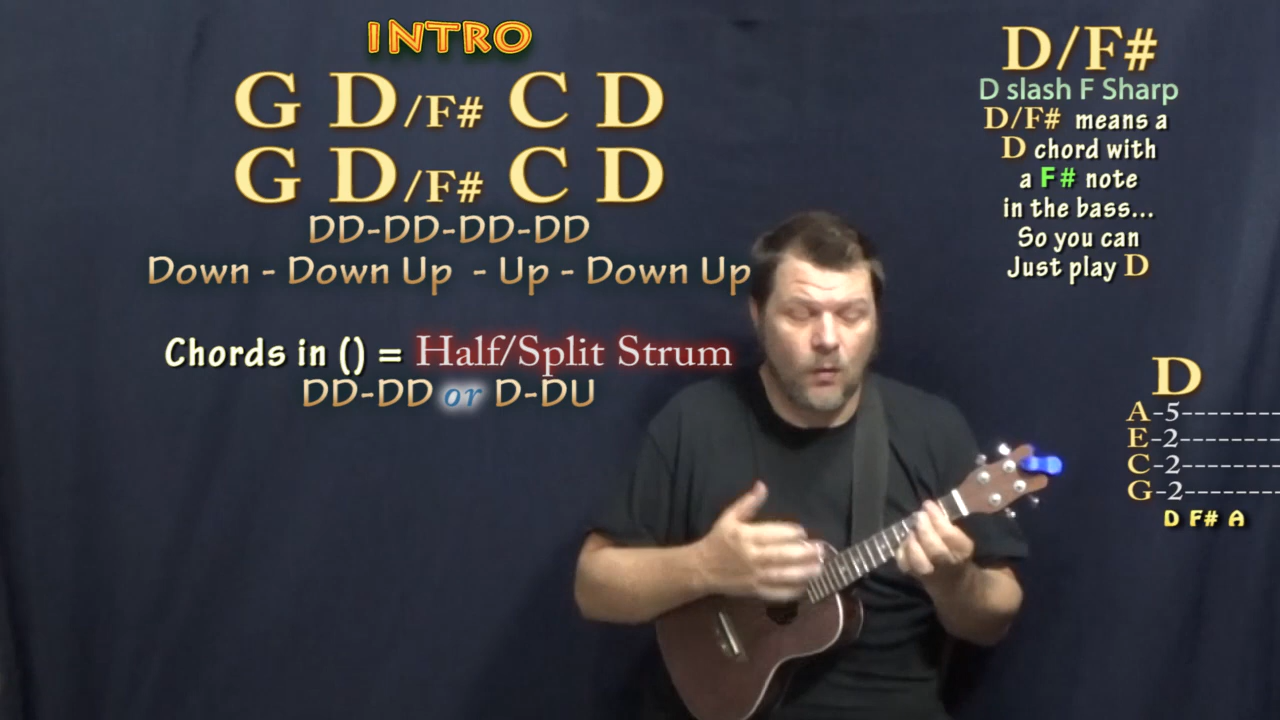 INTRO
G D/F# C D
G D/F# C D
DD-DD-DD-DD
Down - Down Up - Up - Down Up
Chords in () = Half/Split Strum
DD-DD or D-DU
D/F#
D slash F Sharp
D/F# means a
D chord with
a F# note
in the bass...
So you can
Just play D
D
A-5--------
E-2--------
C-2--------
G-2--------
D F# A